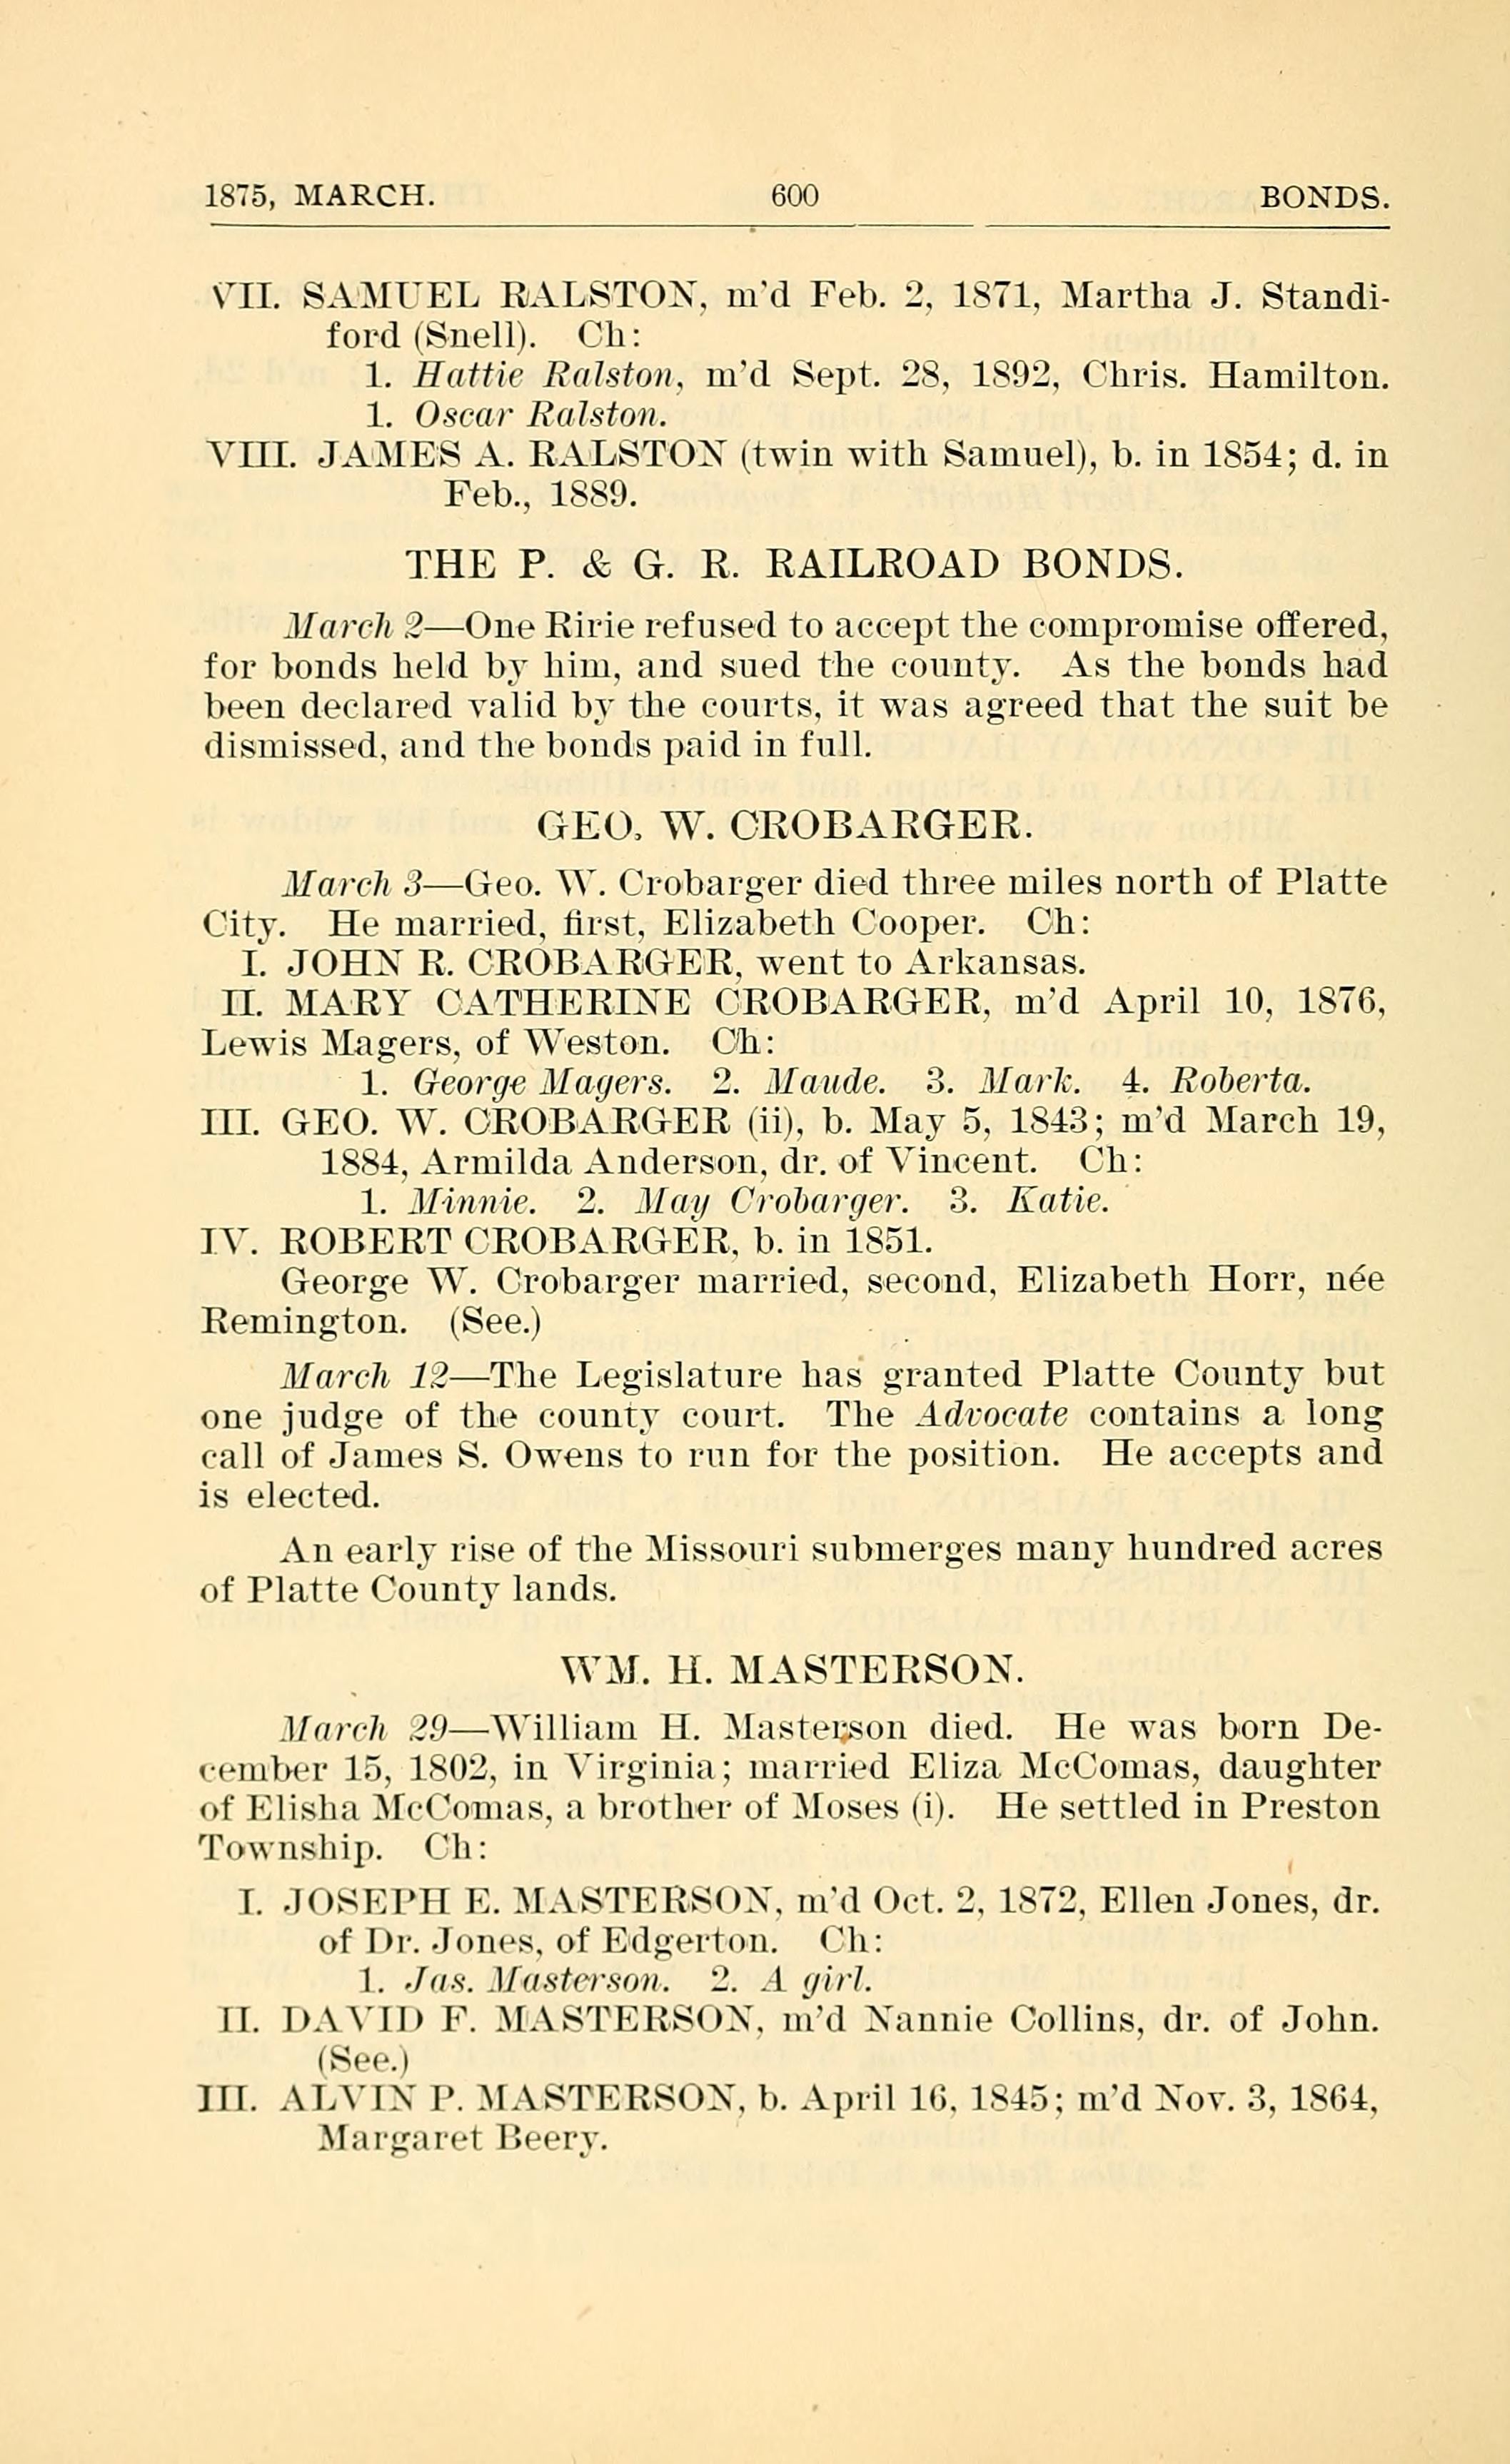 1875, MARCH. 600 BONDS.
VII. SAMUEL RALSTON, m'd Feb. 2, 1871, Martha J. Standi-
ford (Snell). Ch:
1. Hattie Ralston, m'd Sept. 28, 1892, Chris. Hamilton.
1. Oscar Ralston.
VIII. JAMES A. RALSTON (twin with Samuel), b. in 1854; d. in
Feb., 1889.
THE P. & G. R. RAILROAD BONDS.
March 2—One Ririe refused to accept the compromise offered,
for bonds held by him, and sued the county. As the bonds had
been declared valid by the courts, it was agreed that the suit be
dismissed, and the bonds paid in full.
GEO. W. CROBARGER.
March 3—Geo. W. Crobarger died three miles north of Platte
City. He married, first, Elizabeth Cooper. Ch:
I. JOHN R. CROBARGER, went to Arkansas.
II. MARY CATHERINE CROBARGER, m'd April 10, 1876,
Lewis Magers, of Weston. Ch:
1. George Magers. 2. Maude. 3. Mark. 4. Roberta.
III. GEO. W. CROBARGER (ii), b. May 5, 1843; m'd March 19,
1884, Armilda Anderson, dr. of Vincent. Ch:
1. Minnie. 2. May Crobarger. 3. Katie.
IV. ROBERT CROBARGER, b. in 1851.
George W. Crobarger married, second, Elizabeth Horr, née
Remington. (See.)
March 12—The Legislature has granted Platte County but
one judge of the county court. The Advocate contains a long
call of James S. Owens to run for the position. He accepts and
is elected.
An early rise of the Missouri submerges many hundred acres
of Platte County lands.
WM. H. MASTERSON.
March 29—William H. Masterson died. He was born De-
cember 15, 1802, in Virginia; married Eliza McComas, daughter
of Elisha McComas, a brother of Moses (i). He settled in Preston
Township. Ch:
I. JOSEPH E. MASTERSON, m'd Oct. 2, 1872, Ellen Jones, dr.
of Dr. Jones, of Edgerton. Ch:
1. Jas. Masterson. 2. A girl.
II. DAVID F. MASTERSON, m'd Nannie Collins, dr. of John.
(See.)
III. ALVIN P. MASTERSON, b. April 16, 1845; m'd Nov. 3, 1864,
Margaret Beery.